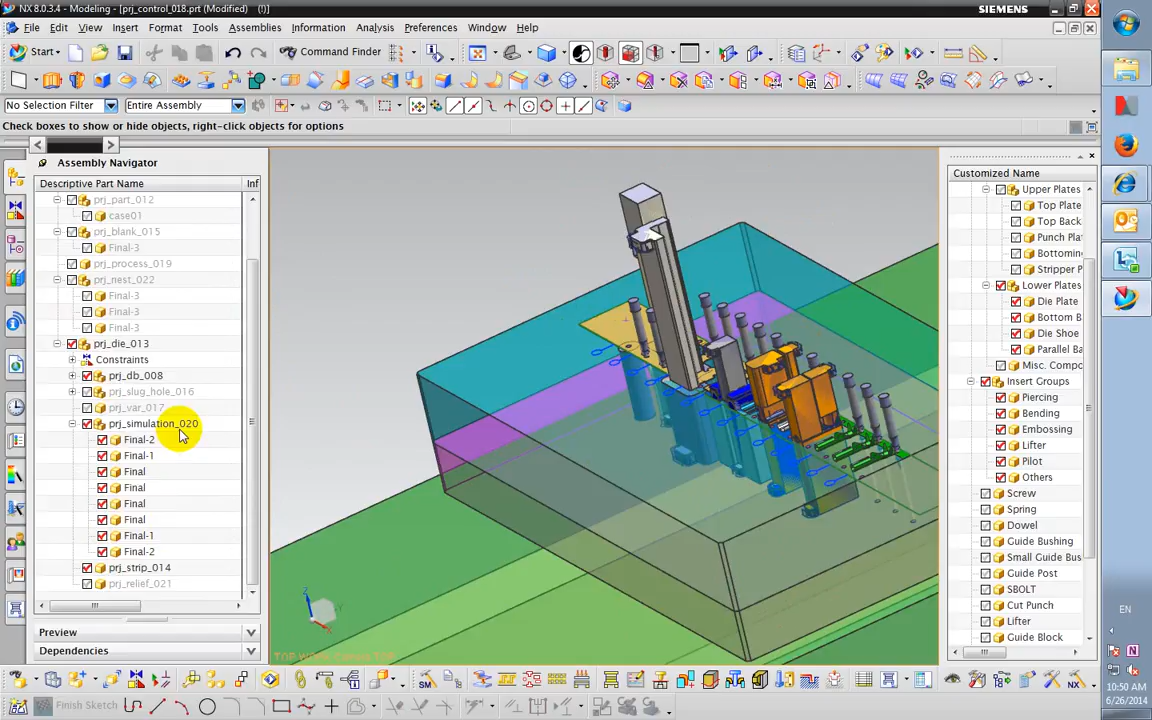 NX 8.0.3.4 - Modeling - [prj_control_018.prt (Modified) (!)]
SIEMENS
File Edit View Insert Format Tools Assemblies Information Analysis Preferences Window Help
Start
Command Finder
No Selection Filter
Entire Assembly
Check boxes to show or hide objects, right-click objects for options
Assembly Navigator
Descriptive Part Name
Inf
prj_part_012
case01
prj_blank_015
Final-3
prj_process_019
prj_nest_022
Final-3
Final-3
Final-3
prj_die_013
Constraints
prj_db_008
prj_slug_hole_016
prj_var_017
prj_simulation_020
Final-2
Final-1
Final
Final
Final
Final
Final-1
Final-2
prj_strip_014
prj_relief_021
Preview
Dependencies
Customized Name
Upper Plates
Top Plate
Top Back
Punch Plat
Bottoming
Stripper P
Lower Plates
Die Plate
Bottom B
Die Shoe
Parallel Ba
Misc. Compo
Insert Groups
Piercing
Bending
Embossing
Lifter
Pilot
Others
Screw
Spring
Dowel
Guide Bushing
Small Guide Bus
Guide Post
SBOLT
Cut Punch
Lifter
Guide Block
Finish Sketch
EN
10:50 AM
6/26/2014